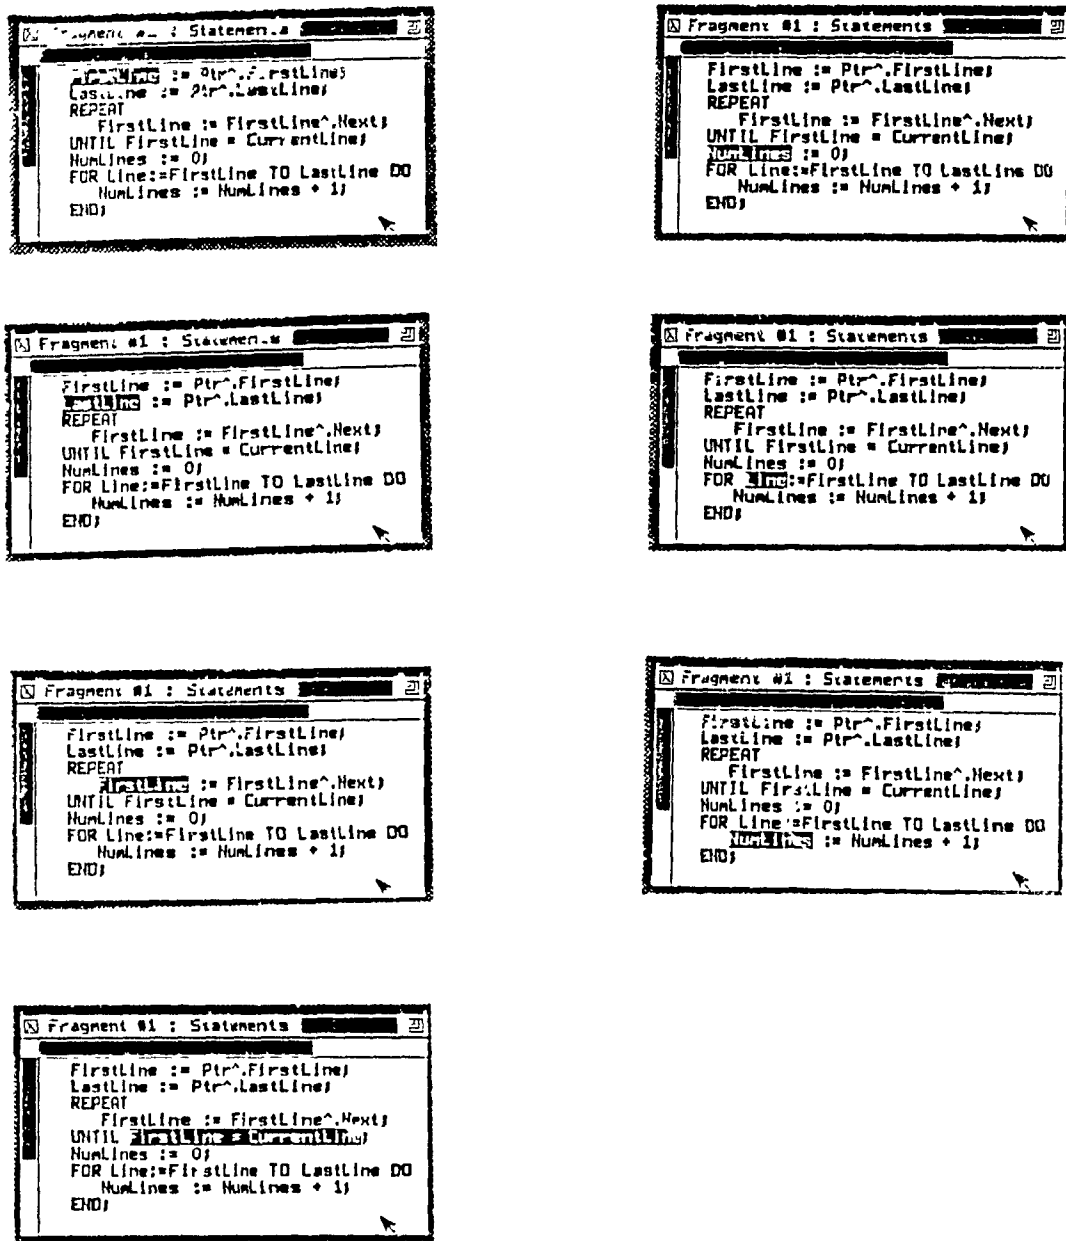 Statemen
:= Ptr^.F.rstLine;
:= Ptr^.LastLine;
REPEAT
FirstLine := FirstLine^.Next;
UNTIL FirstLine = CurrentLine;
NumLines := 0;
FOR Line:=FirstLine TO LastLine DO
NumLines := NumLines + 1;
END;
Fragment #1 :
FirstLine := Ptr^.FirstLine;
LastLine := Ptr^.LastLine;
REPEAT
FirstLine := FirstLine^.Next;
UNTIL FirstLine = CurrentLine;
NumLines := 0;
FOR Line:=FirstLine TO LastLine DO
NumLines := NumLines + 1;
END;
Fragment #1 : Statements
FirstLine := Ptr^.FirstLine;
LastLine := Ptr^.LastLine;
REPEAT
FirstLine := FirstLine^.Next;
UNTIL FirstLine = CurrentLine;
NumLines := 0;
FOR Line:=FirstLine TO LastLine DO
NumLines := NumLines + 1;
END;
Fragment #1 : Statements
FirstLine := Ptr^.FirstLine;
LastLine := Ptr^.LastLine;
REPEAT
FirstLine := FirstLine^.Next;
UNTIL FirstLine = CurrentLine;
NumLines := 0;
FOR Line:=FirstLine TO LastLine DO
NumLines := NumLines + 1;
END;
Fragment #1 : Statements
FirstLine := Ptr^.FirstLine;
LastLine := Ptr^.LastLine;
REPEAT
FirstLine := FirstLine^.Next;
UNTIL FirstLine = CurrentLine;
NumLines := 0;
FOR Line:=FirstLine TO LastLine DO
NumLines := NumLines + 1;
END;
Fragment #1 : Statements
FirstLine := Ptr^.FirstLine;
LastLine := Ptr^.LastLine;
REPEAT
FirstLine := FirstLine^.Next;
UNTIL FirstLine = CurrentLine;
NumLines := 0;
FOR Line:=FirstLine TO LastLine DO
NumLines := NumLines + 1;
END;
Fragment #1 : Statements
FirstLine := Ptr^.FirstLine;
LastLine := Ptr^.LastLine;
REPEAT
FirstLine := FirstLine^.Next;
UNTIL FirstLine = CurrentLine;
NumLines := 0;
FOR Line:=FirstLine TO LastLine DO
NumLines := NumLines + 1;
END;